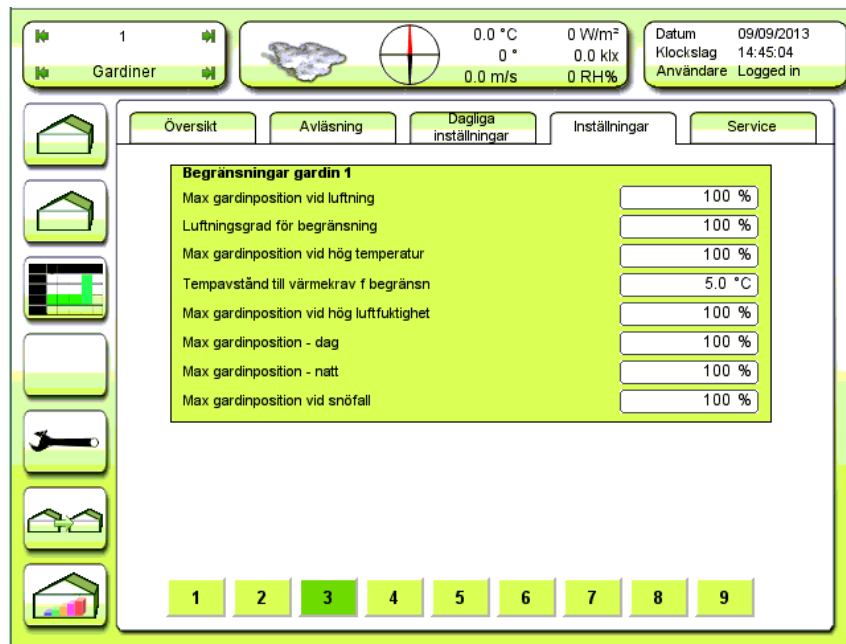 1
Gardiner
0.0 °C 0 W/m²
0 ° 0.0 klx
0.0 m/s 0 RH%
Datum 09/09/2013
Klockslag 14:45:04
Användare Logged in
Översikt
Avläsning
Dagliga
inställningar
Inställningar
Service
Begränsningar gardin 1
Max gardinposition vid luftning 100 %
Luftningsgrad för begränsning 100 %
Max gardinposition vid hög temperatur 100 %
Tempavstånd till värmekrav f begränsn 5.0 °C
Max gardinposition vid hög luftfuktighet 100 %
Max gardinposition - dag 100 %
Max gardinposition - natt 100 %
Max gardinposition vid snöfall 100 %
1 2 3 4 5 6 7 8 9